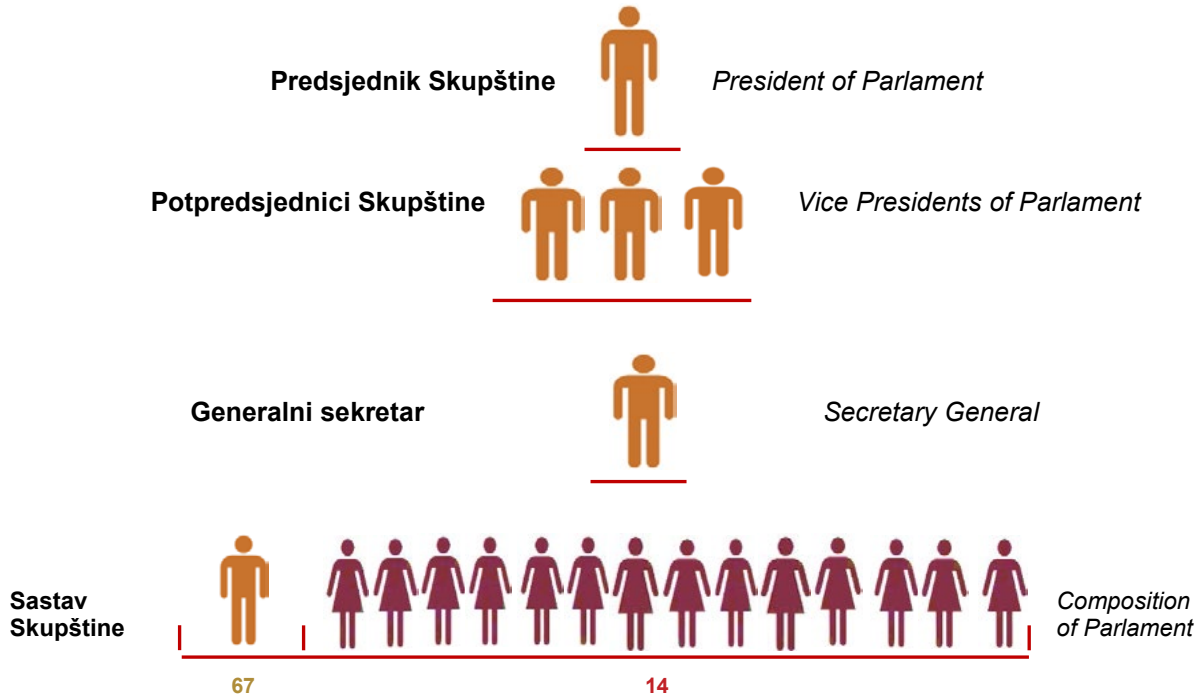 Predsjednik Skupštine
President of Parlament
Potpredsjednici Skupštine
Vice Presidents of Parlament
Generalni sekretar
Secretary General
Sastav
Skupštine
Composition
of Parlament
67
14